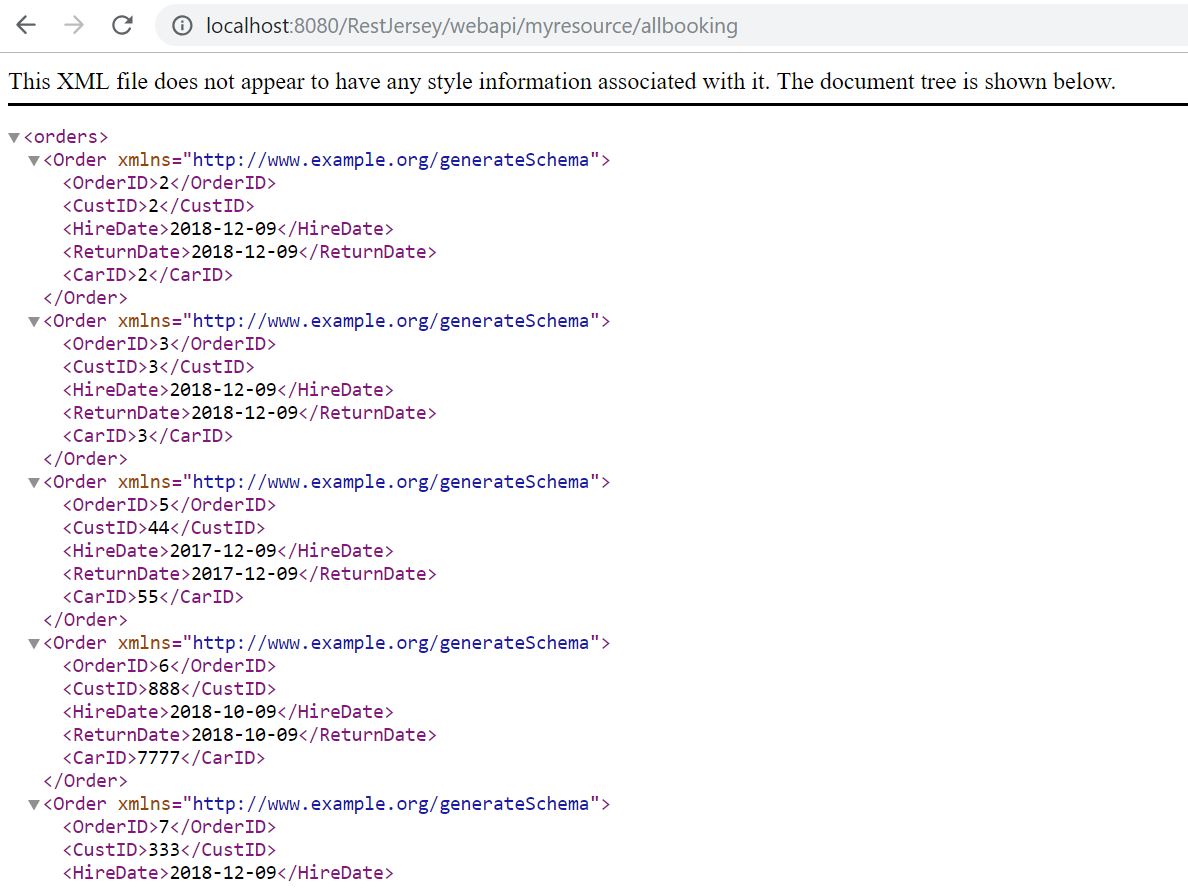 localhost:8080/RestJersey/webapi/myresource/allbooking
This XML file does not appear to have any style information associated with it. The document tree is shown below.
<orders>
<Order xmlns="http://www.example.org/generateSchema">
<OrderID>2</OrderID>
<CustID>2</CustID>
<HireDate>2018-12-09</HireDate>
<ReturnDate>2018-12-09</ReturnDate>
<CarID>2</CarID>
</Order>
<Order xmlns="http://www.example.org/generateSchema">
<OrderID>3</OrderID>
<CustID>3</CustID>
<HireDate>2018-12-09</HireDate>
<ReturnDate>2018-12-09</ReturnDate>
<CarID>3</CarID>
</Order>
<Order xmlns="http://www.example.org/generateSchema">
<OrderID>5</OrderID>
<CustID>44</CustID>
<HireDate>2017-12-09</HireDate>
<ReturnDate>2017-12-09</ReturnDate>
<CarID>55</CarID>
</Order>
<Order xmlns="http://www.example.org/generateSchema">
<OrderID>6</OrderID>
<CustID>888</CustID>
<HireDate>2018-10-09</HireDate>
<ReturnDate>2018-10-09</ReturnDate>
<CarID>7777</CarID>
</Order>
<Order xmlns="http://www.example.org/generateSchema">
<OrderID>7</OrderID>
<CustID>333</CustID>
<HireDate>2018-12-09</HireDate>